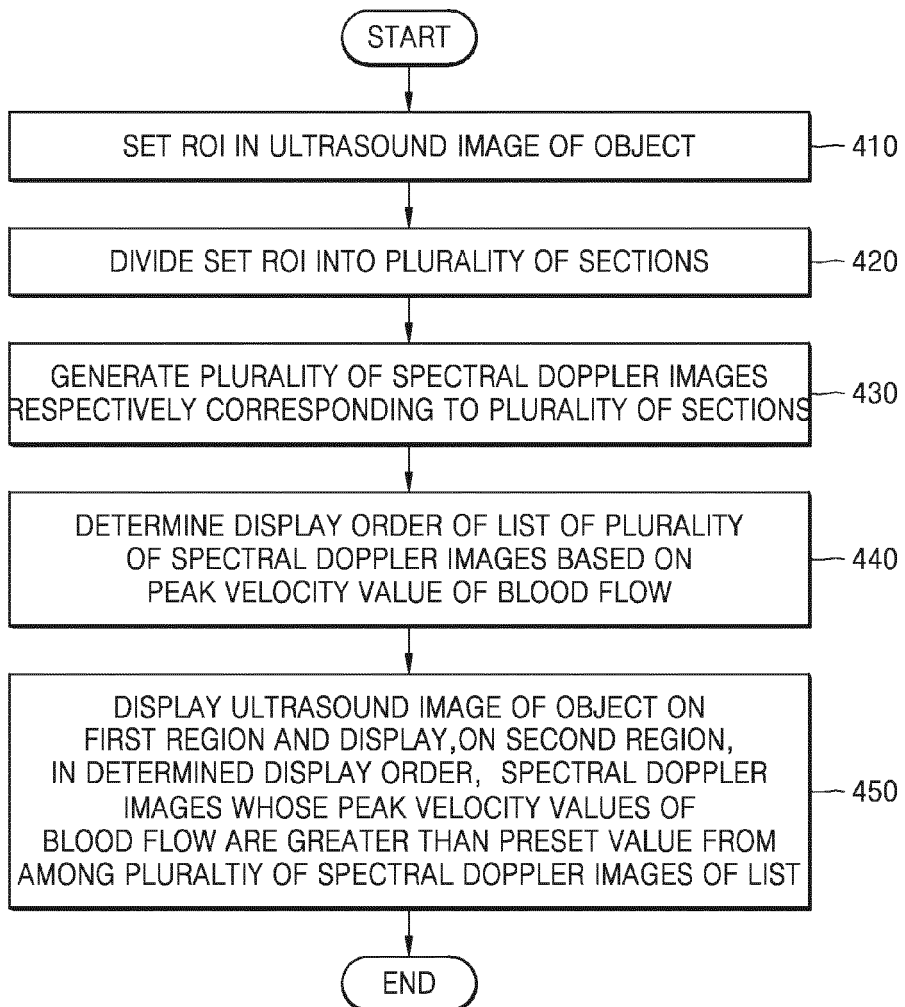 START
SET ROI IN ULTRASOUND IMAGE OF OBJECT
410
DIVIDE SET ROI INTO PLURALITY OF SECTIONS
420
GENERATE PLURALITY OF SPECTRAL DOPPLER IMAGES
RESPECTIVELY CORRESPONDING TO PLURALITY OF SECTIONS
430
DETERMINE DISPLAY ORDER OF LIST OF PLURALITY
OF SPECTRAL DOPPLER IMAGES BASED ON
PEAK VELOCITY VALUE OF BLOOD FLOW
440
DISPLAY ULTRASOUND IMAGE OF OBJECT ON
FIRST REGION AND DISPLAY,ON SECOND REGION,
IN DETERMINED DISPLAY ORDER, SPECTRAL DOPPLER
IMAGES WHOSE PEAK VELOCITY VALUES OF
BLOOD FLOW ARE GREATER THAN PRESET VALUE FROM
AMONG PLURALTIY OF SPECTRAL DOPPLER IMAGES OF LIST
450
END